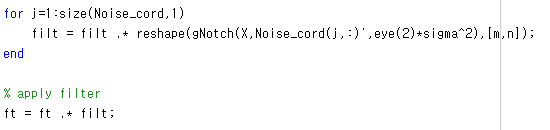 for j=1:size(Noise_cord,1)
    filt = filt .* reshape(gNotch(X,Noise_cord(j,:)',eye(2)*sigma^2),[m,n]);
end
% apply filter
ft = ft .* filt;